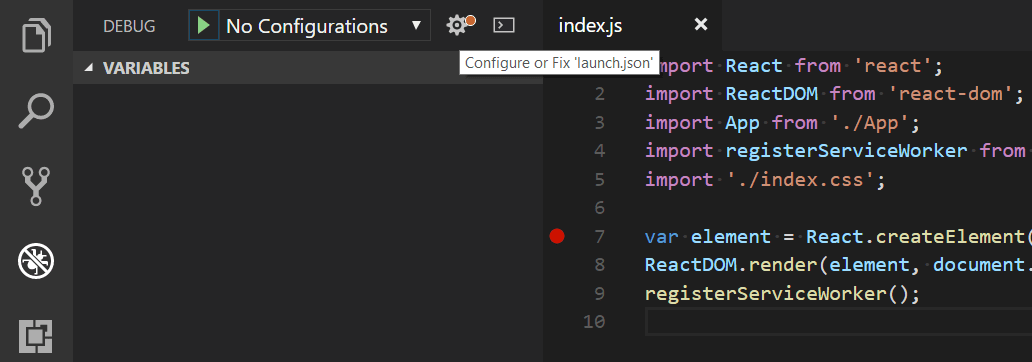 DEBUG
No Configurations
index.js
Configure or Fix 'launch.json'
VARIABLES
import React from 'react';
2 import ReactDOM from 'react-dom';
3 import App from './App';
4 import registerServiceWorker from
5 import './index.css';
6
7 var element = React.createElement(
8 ReactDOM.render(element, document.
9 registerServiceWorker();
10